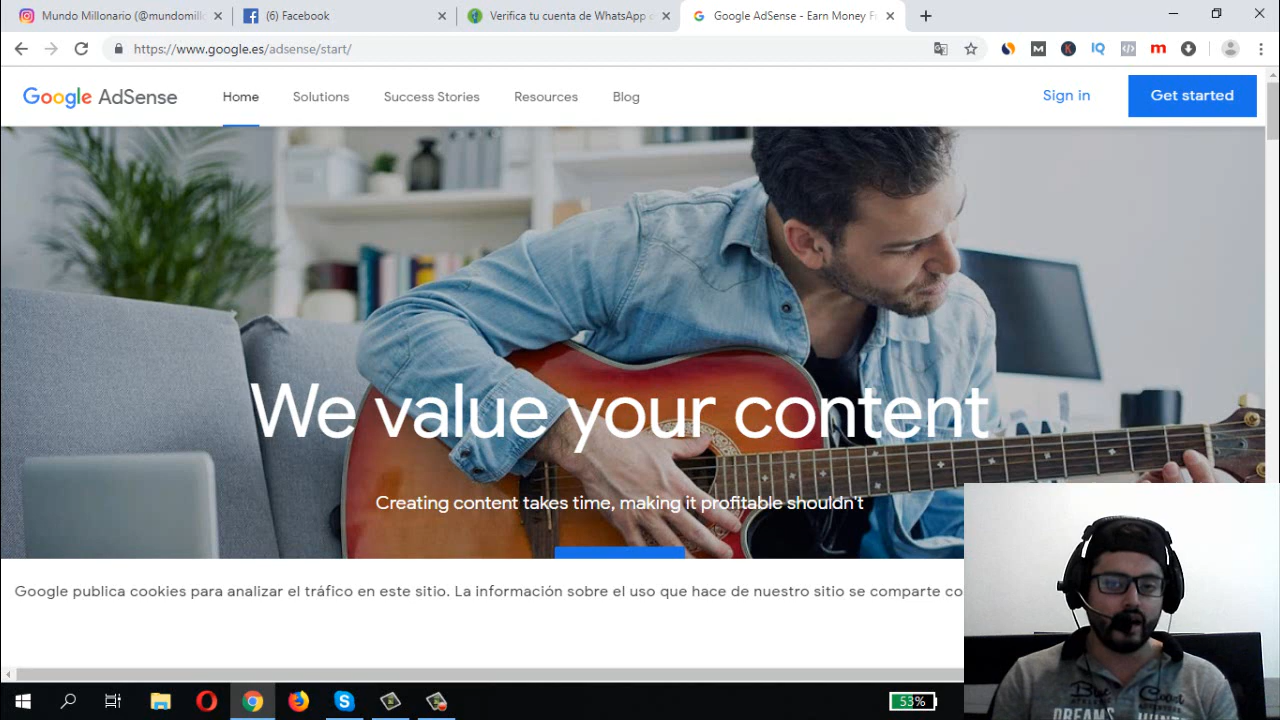 Mundo Millonario (@mundomill
(6) Facebook
Verifica tu cuenta de WhatsApp
Google AdSense - Earn Money F
https://www.google.es/adsense/start/
IQ
m
Google AdSense
Home
Solutions
Success Stories
Resources
Blog
Sign in
Get started
We value your content
Creating content takes time, making it profitable shouldn't
Google publica cookies para analizar el tráfico en este sitio. La información sobre el uso que hace de nuestro sitio se comparte co
53%
DREAMS